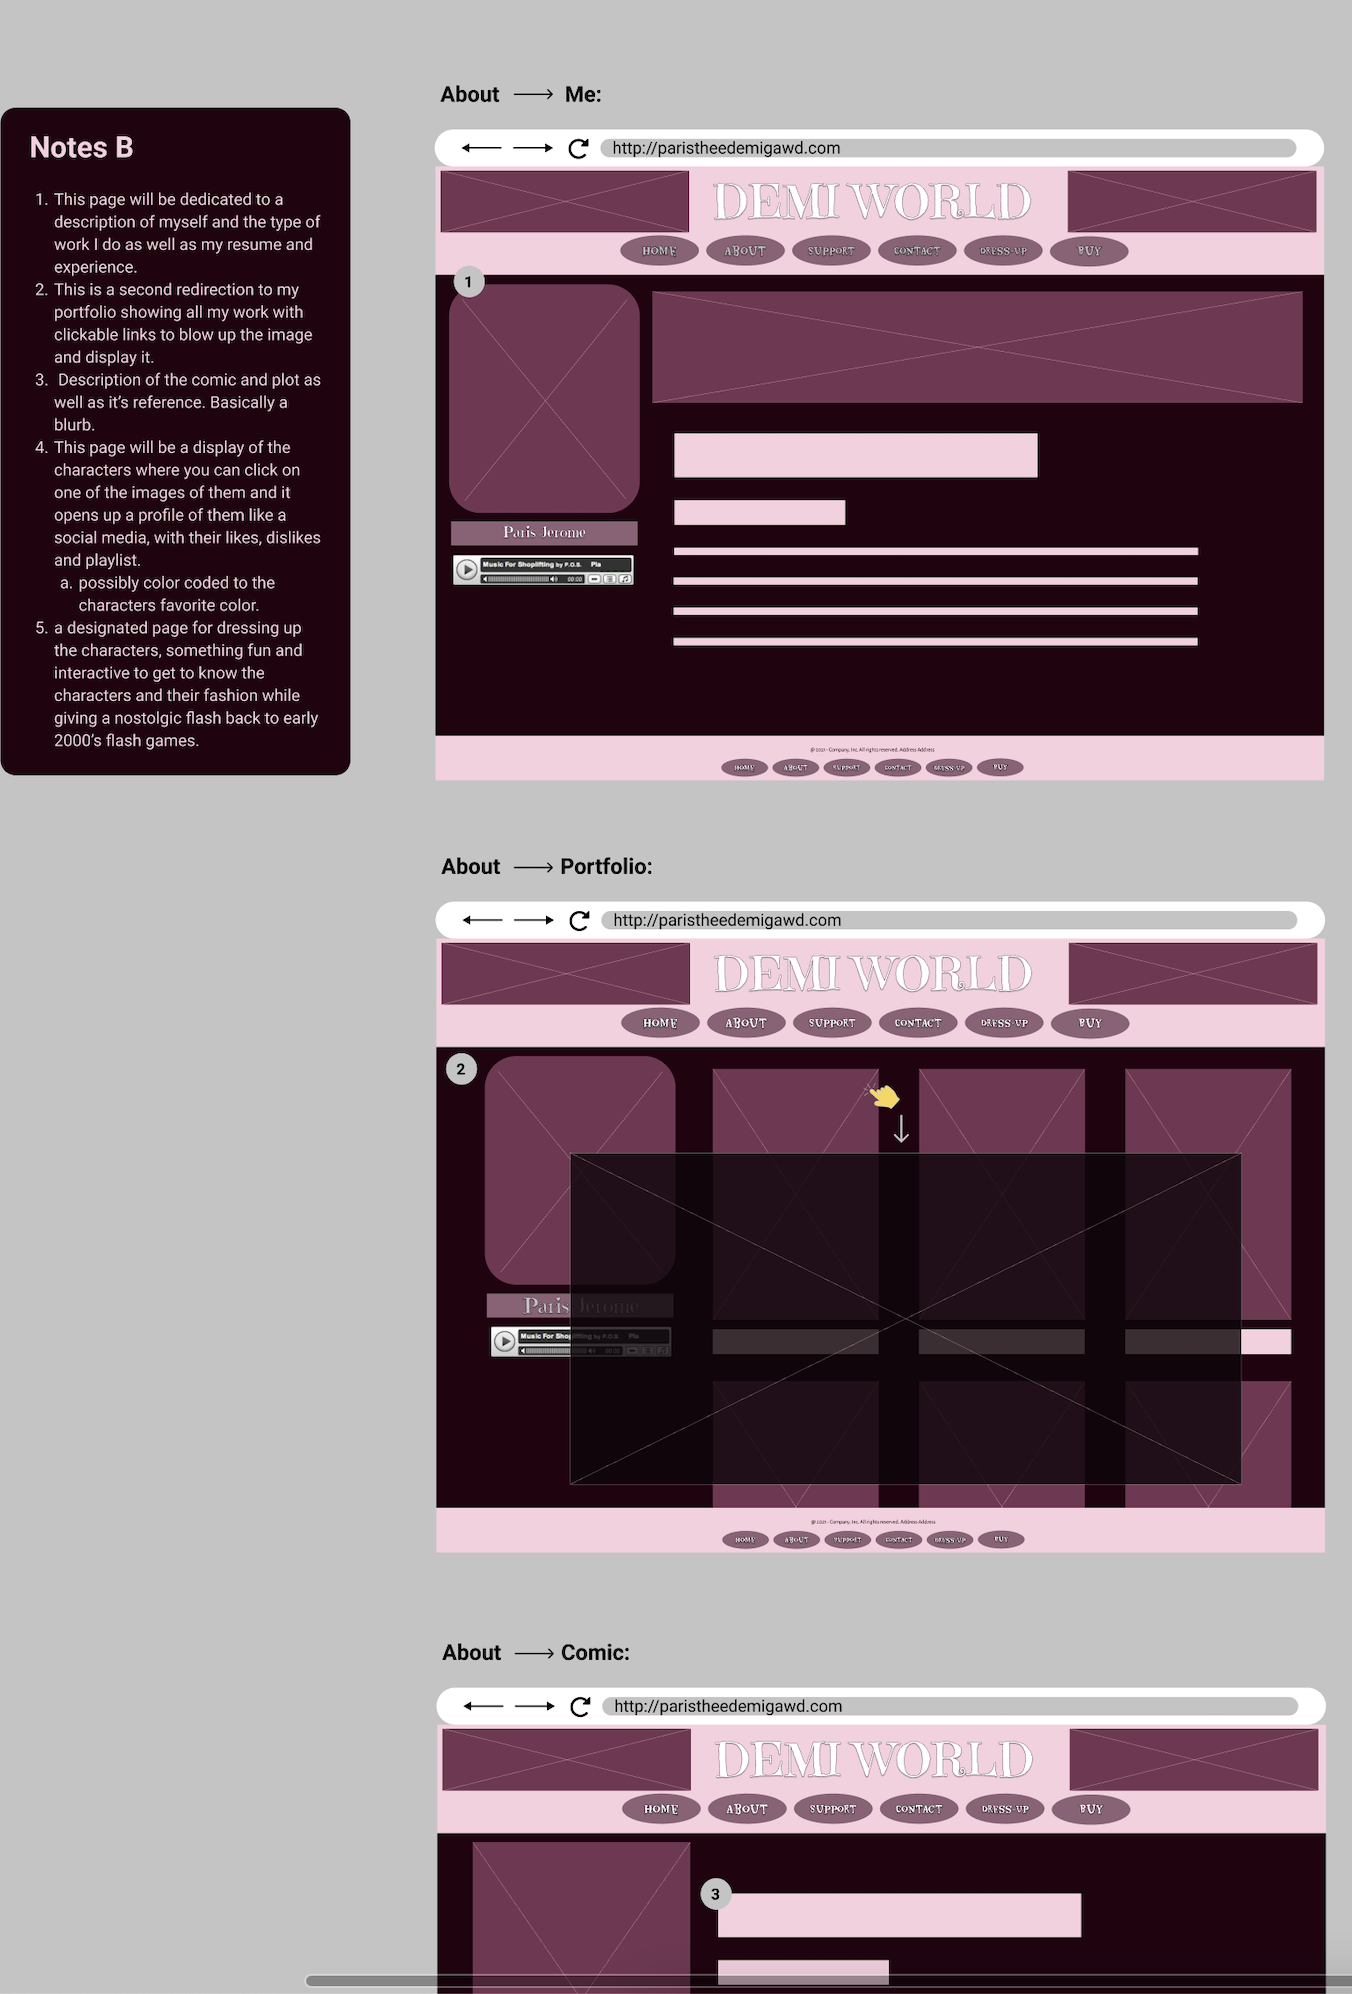 Notes B
1. This page will be dedicated to a
description of myself and the type of
work I do as well as my resume and
experience.
2. This is a second redirection to my
portfolio showing all my work with
clickable links to blow up the image
and display it.
3. Description of the comic and plot as
well as it's reference. Basically a
blurb.
4. This page will be a display of the
characters where you can click on
one of the images of them and it
opens up a profile of them like a
social media, with their likes, dislikes
and playlist.
a. possibly color coded to the
characters favorite color.
5. a designated page for dressing up
the characters, something fun and
interactive to get to know the
characters and their fashion while
giving a nostolgic flash back to early
2000's flash games.
About → Me:
http://paristheedemigawd.com
DEMI WORLD
HOME ABOUT SUPPORT CONTACT DRESS-UP BUY
1
Paris Jerome
Music For Shoplifting by P.O.S. Pla
00:00
@ 2021 - Company, Inc. All rights reserved. Address Address
HOME ABOUT SUPPORT CONTACT DRESS-UP BUY
About → Portfolio:
http://paristheedemigawd.com
DEMI WORLD
HOME ABOUT SUPPORT CONTACT DRESS-UP BUY
2
Paris Jerome
Music For Shoplifting by P.O.S. Pla
00:00
@ 2021 - Company, Inc. All rights reserved. Address Address
HOME ABOUT SUPPORT CONTACT DRESS-UP BUY
About → Comic:
http://paristheedemigawd.com
DEMI WORLD
HOME ABOUT SUPPORT CONTACT DRESS-UP BUY
3